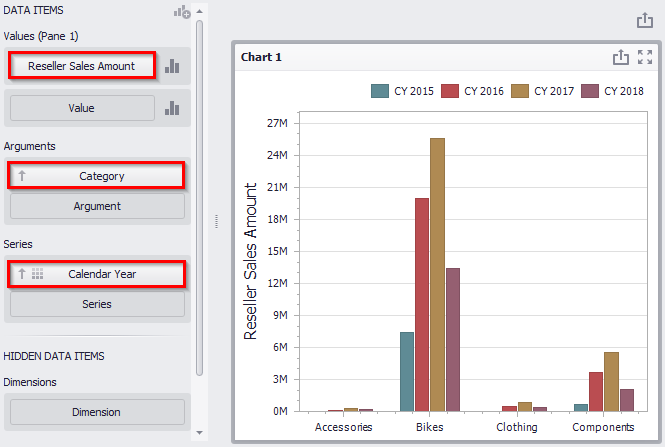 DATA ITEMS
Values (Pane 1)
Reseller Sales Amount
Value
Arguments
Category
Argument
Series
Calendar Year
Series
HIDDEN DATA ITEMS
Dimensions
Dimension
Chart 1
CY 2015 CY 2016 CY 2017 CY 2018
Reseller Sales Amount
27M
24M
21M
18M
15M
12M
9M
6M
3M
0M
Accessories Bikes Clothing Components